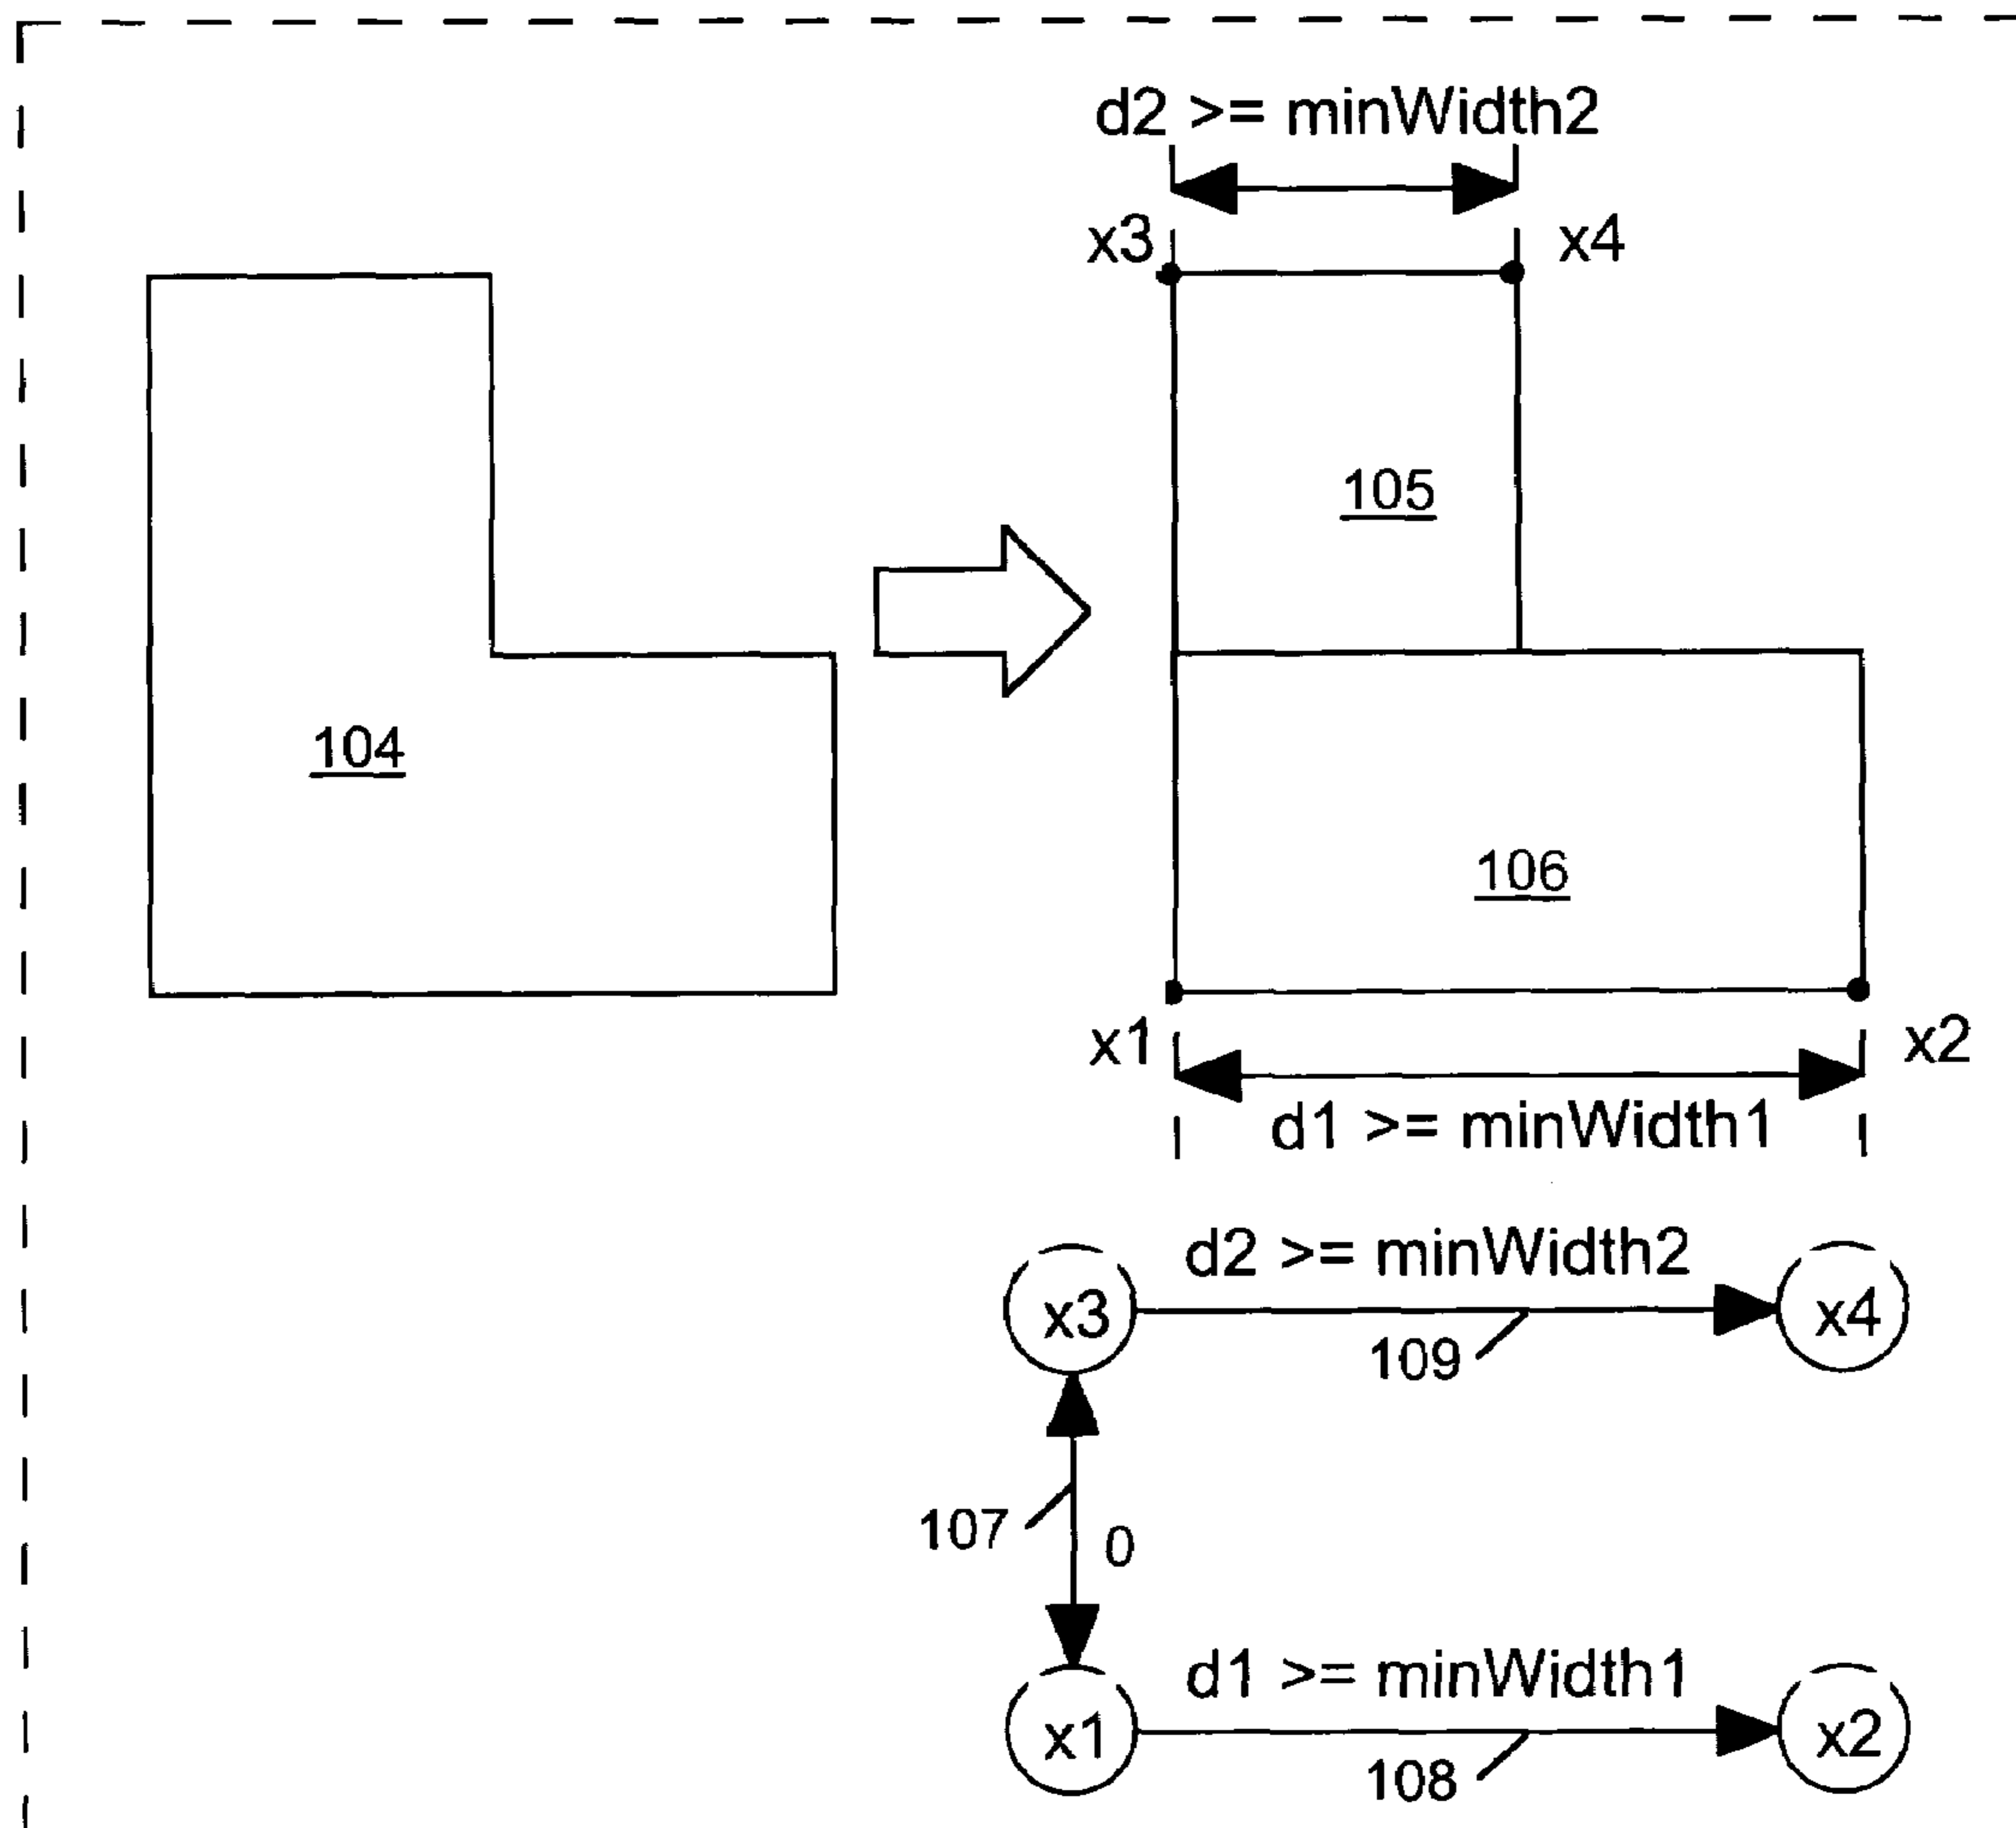 d2 >= minWidth2
x3
x4
105
104
106
x1
x2
d1 >= minWidth1
d2 >= minWidth2
x3
x4
109
107
0
d1 >= minWidth1
x1
x2
108